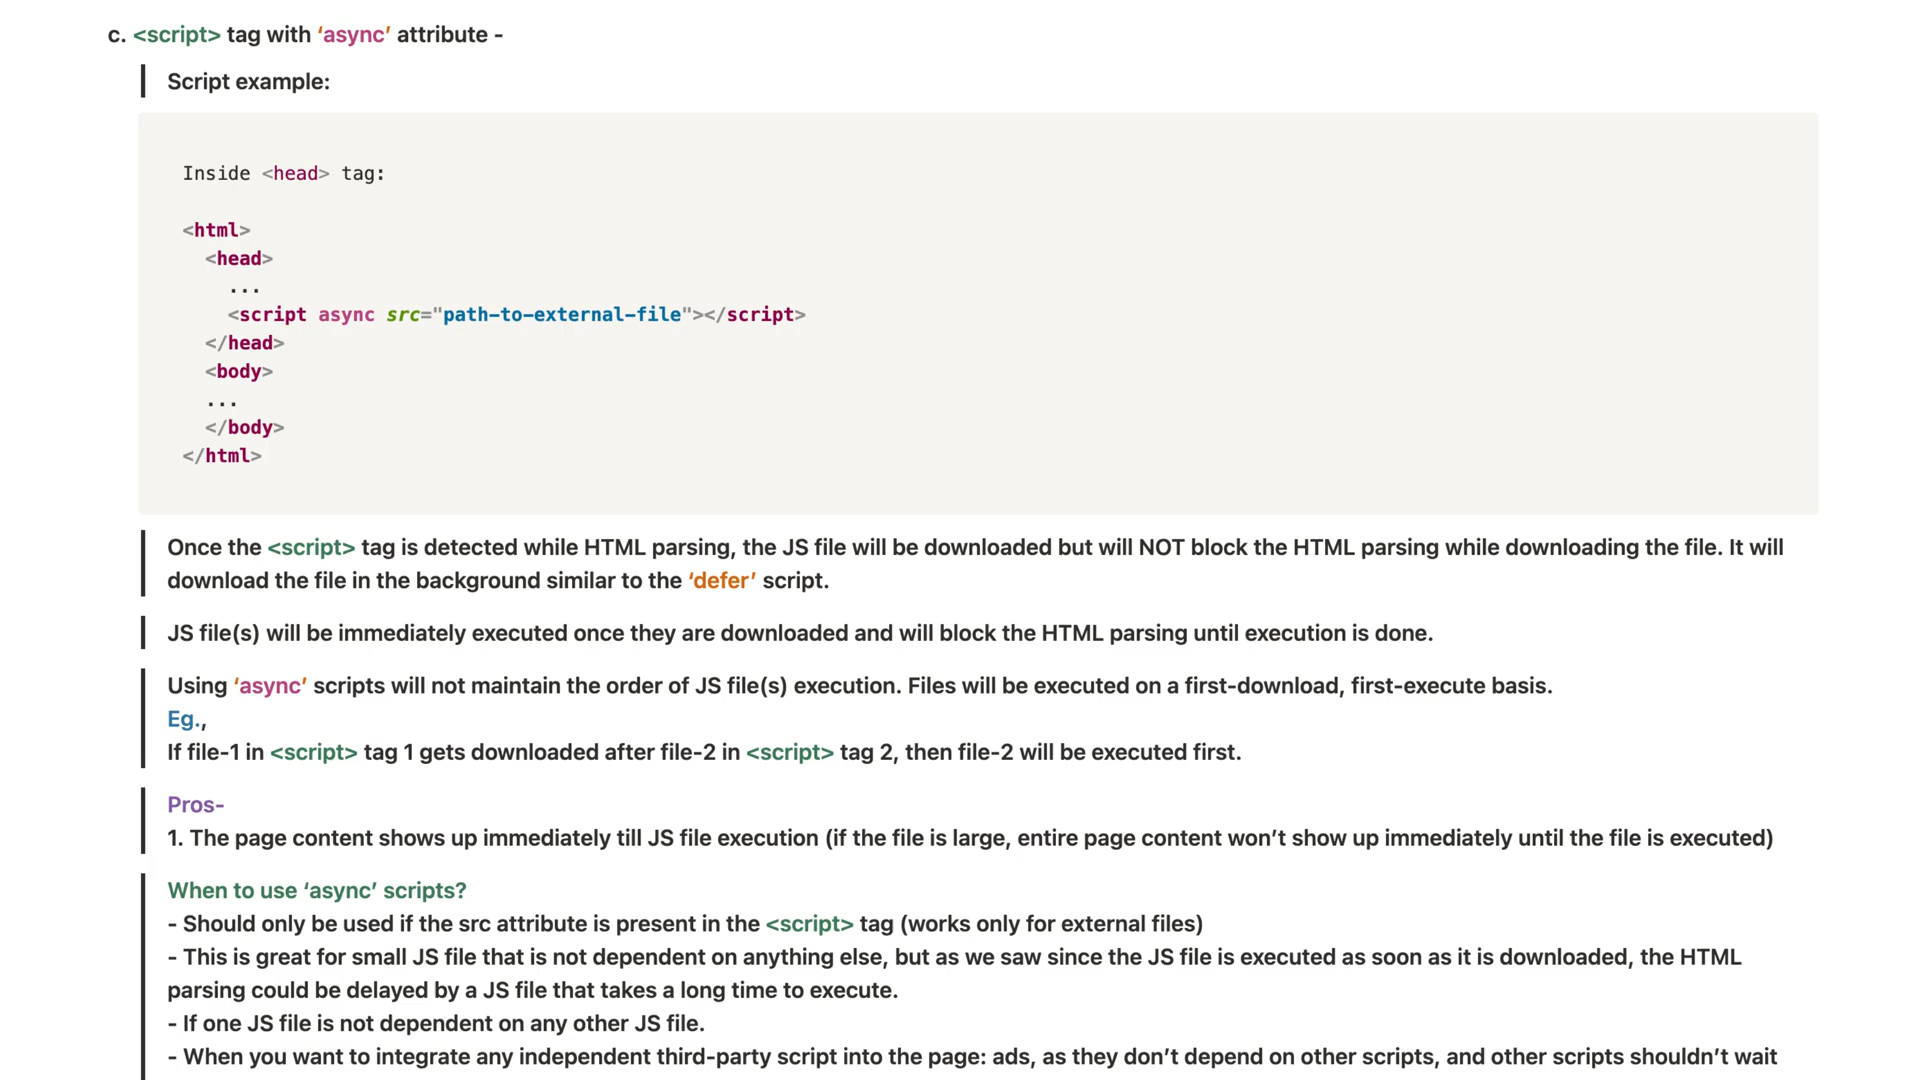 c. <script> tag with ‘async’ attribute -
Script example:
Inside <head> tag:
<html>
<head>
...
<script async src="path-to-external-file"></script>
</head>
<body>
...
</body>
</html>
Once the <script> tag is detected while HTML parsing, the JS file will be downloaded but will NOT block the HTML parsing while downloading the file. It will
download the file in the background similar to the ‘defer’ script.
JS file(s) will be immediately executed once they are downloaded and will block the HTML parsing until execution is done.
Using ‘async’ scripts will not maintain the order of JS file(s) execution. Files will be executed on a first-download, first-execute basis.
Eg.,
If file-1 in <script> tag 1 gets downloaded after file-2 in <script> tag 2, then file-2 will be executed first.
Pros-
1. The page content shows up immediately till JS file execution (if the file is large, entire page content won’t show up immediately until the file is executed)
When to use ‘async’ scripts?
- Should only be used if the src attribute is present in the <script> tag (works only for external files)
- This is great for small JS file that is not dependent on anything else, but as we saw since the JS file is executed as soon as it is downloaded, the HTML
parsing could be delayed by a JS file that takes a long time to execute.
- If one JS file is not dependent on any other JS file.
- When you want to integrate any independent third-party script into the page: ads, as they don’t depend on other scripts, and other scripts shouldn’t wait